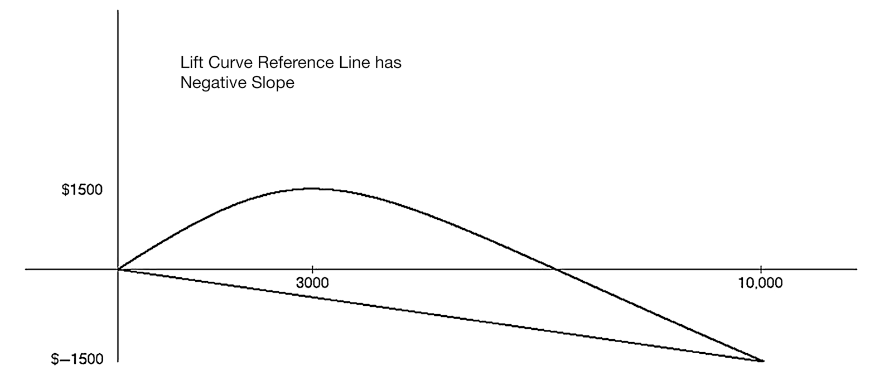 Lift Curve Reference Line has
Negative Slope
$1500
3000
10,000
$−1500